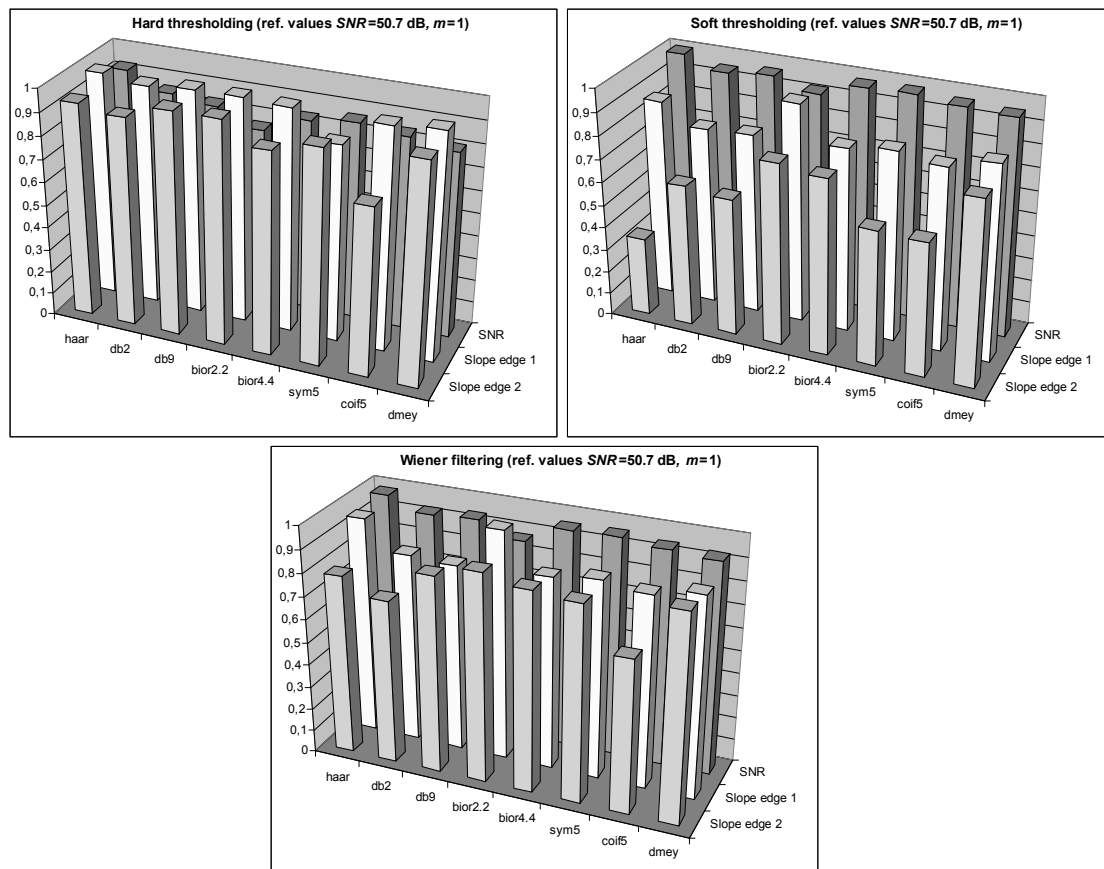 Hard thresholding (ref. values SNR=50.7 dB, m=1)
1
0,9
0,8
0,7
0,6
0,5
0,4
0,3
0,2
0,1
0
haar
db2
db9
bior2.2
bior4.4
sym5
coif5
dmey
SNR
Slope edge 1
Slope edge 2
Soft thresholding (ref. values SNR=50.7 dB, m=1)
1
0,9
0,8
0,7
0,6
0,5
0,4
0,3
0,2
0,1
0
haar
db2
db9
bior2.2
bior4.4
sym5
coif5
dmey
SNR
Slope edge 1
Slope edge 2
Wiener filtering (ref. values SNR=50.7 dB, m=1)
1
0,9
0,8
0,7
0,6
0,5
0,4
0,3
0,2
0,1
0
haar
db2
db9
bior2.2
bior4.4
sym5
coif5
dmey
SNR
Slope edge 1
Slope edge 2